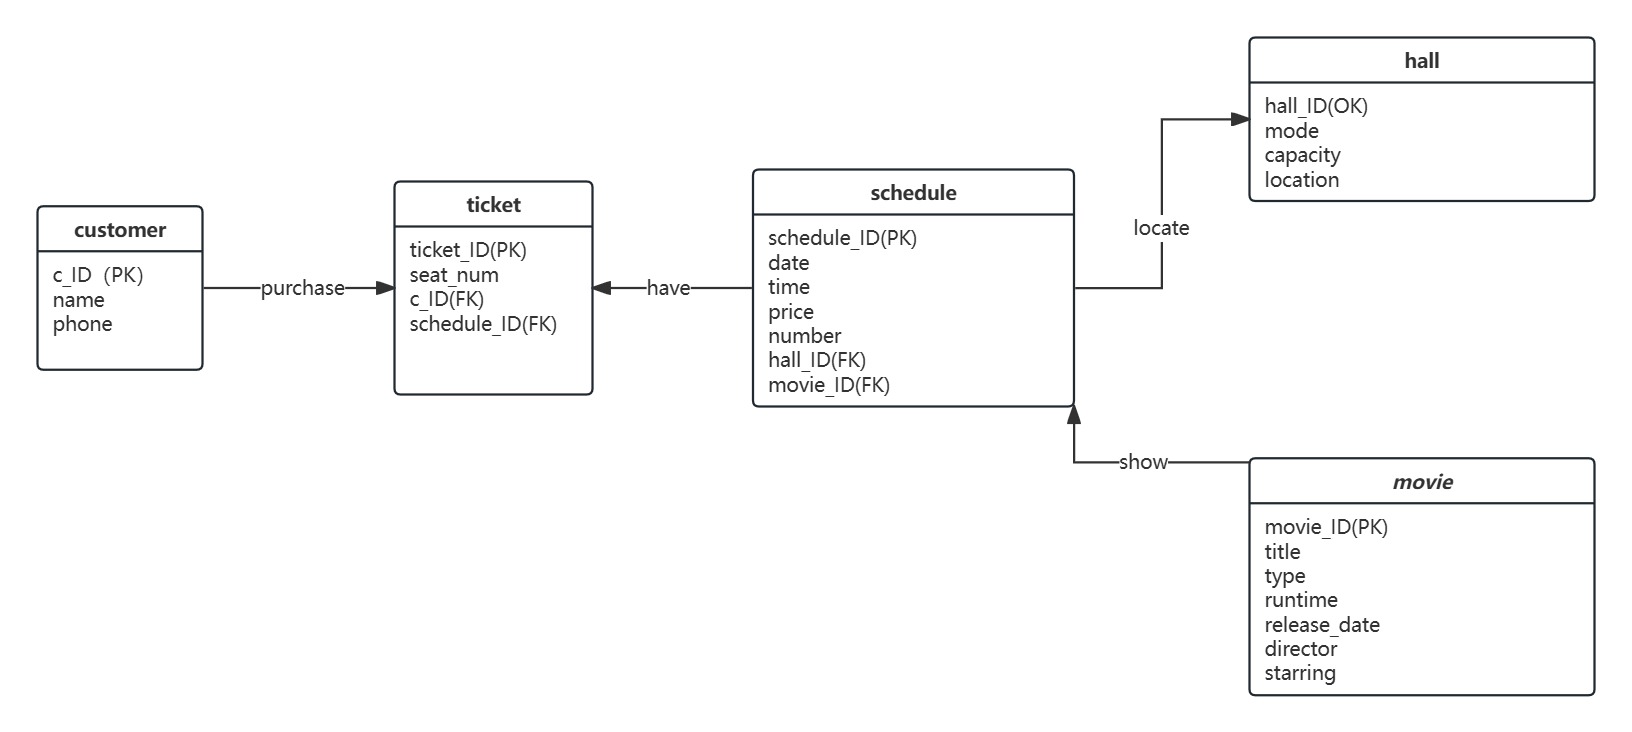 customer
c_ID（PK）
name
phone
purchase
ticket
ticket_ID(PK)
seat_num
c_ID(FK)
schedule_ID(FK)
have
schedule
schedule_ID(PK)
date
time
price
number
hall_ID(FK)
movie_ID(FK)
locate
hall
hall_ID(OK)
mode
capacity
location
show
movie
movie_ID(PK)
title
type
runtime
release_date
director
starring